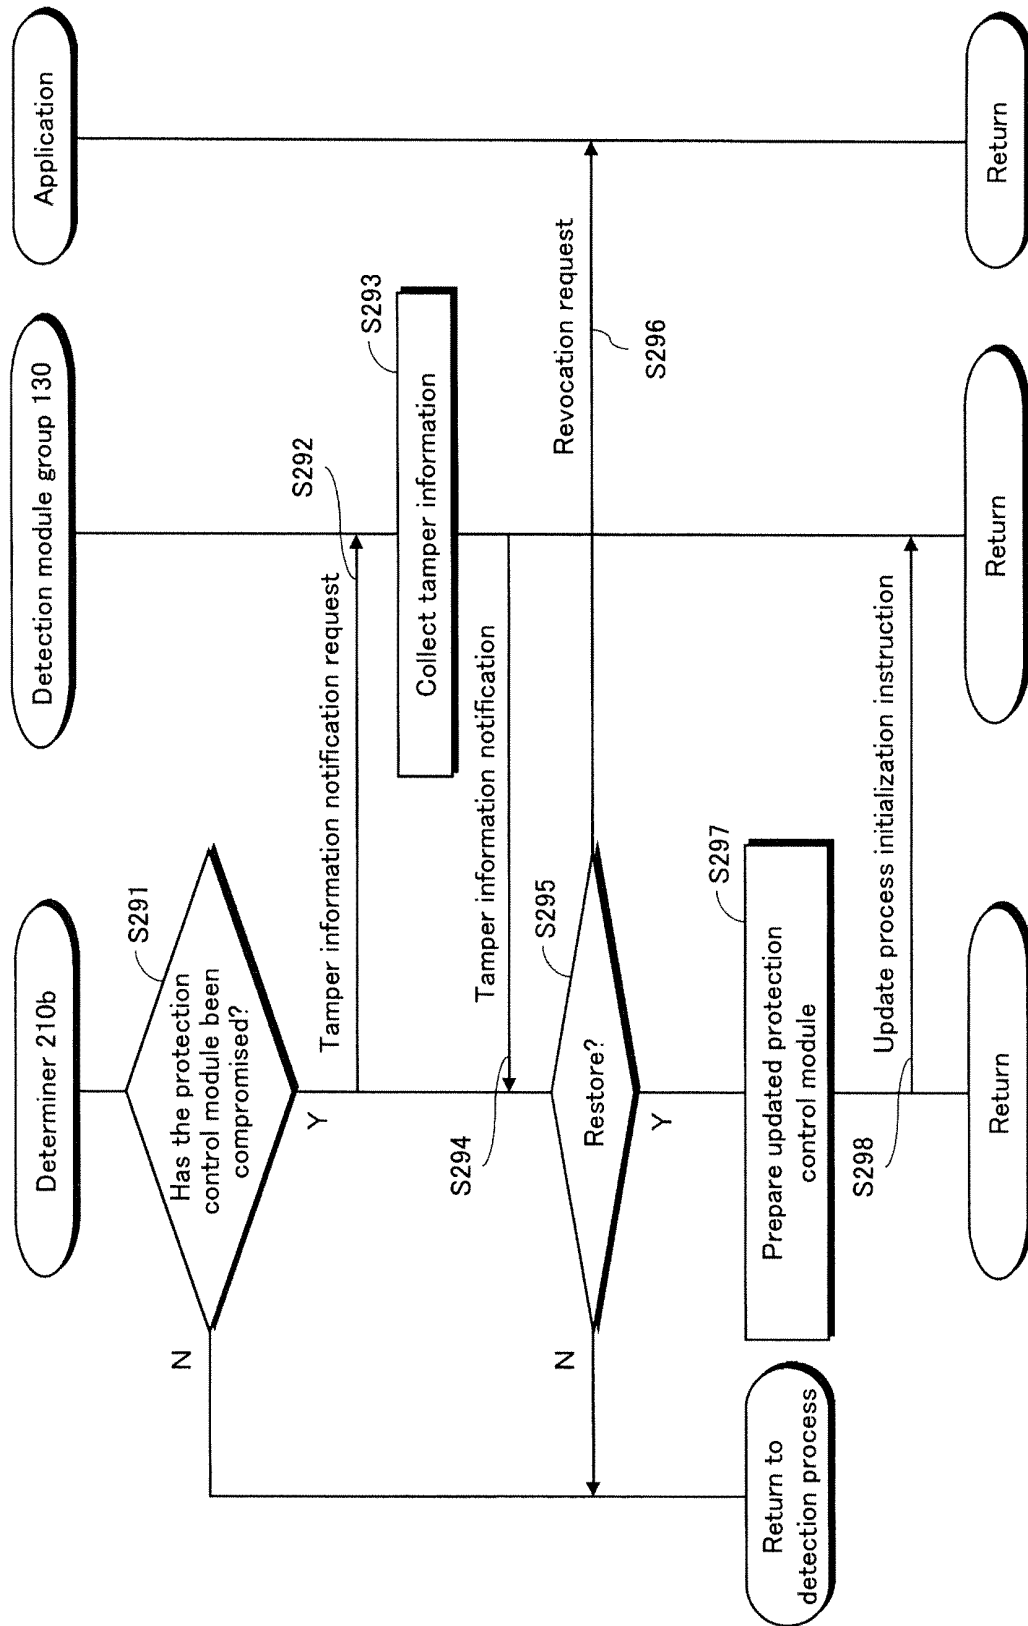 Determiner 210b
Detection module group 130
Application
S291
Has the protection
control module been
compromised?
N
Y
S292
Tamper information notification request
S293
Collect tamper information
Tamper information notification
S294
S295
Restore?
N
Y
Revocation request
S296
S297
Prepare updated protection
control module
Return to
detection process
Update process initialization instruction
S298
Return
Return
Return